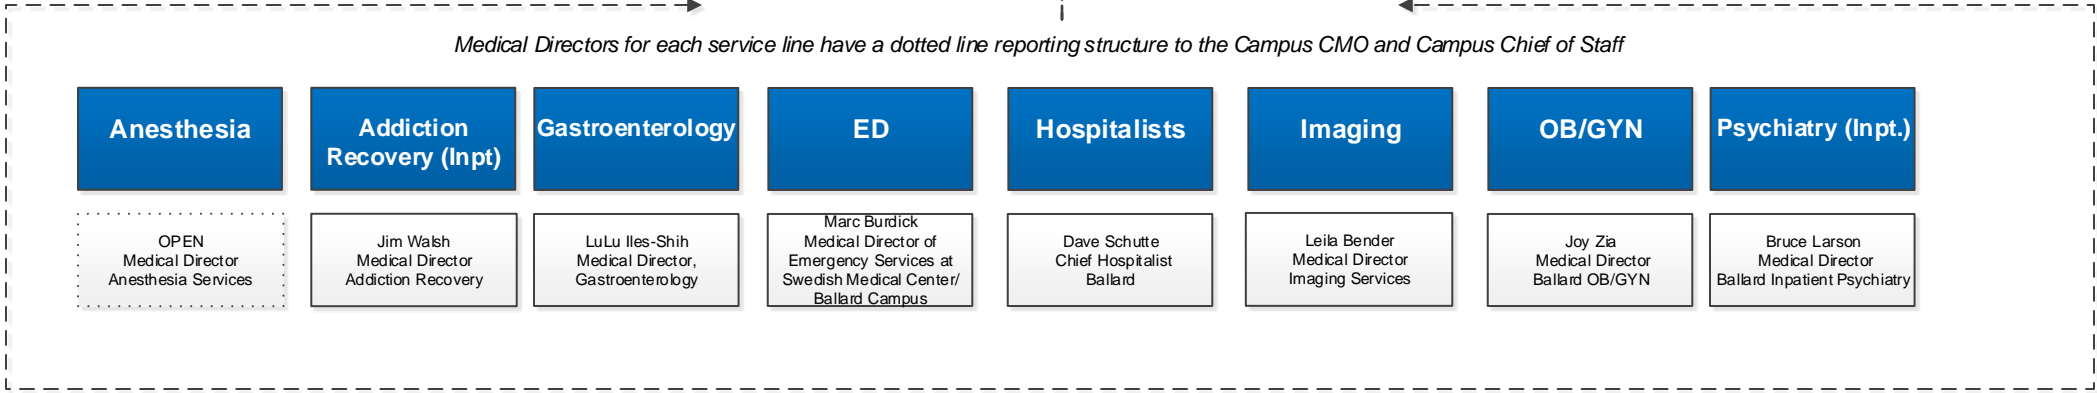 Medical Directors for each service line have a dotted line reporting structure to the Campus CMO and Campus Chief of Staff
Anesthesia
Addiction
Recovery (Inpt)
Gastroenterology
ED
Hospitalists
Imaging
OB/GYN
Psychiatry (Inpt.)
OPEN
Medical Director
Anesthesia Services
Jim Walsh
Medical Director
Addiction Recovery
LuLu Iles-Shih
Medical Director,
Gastroenterology
Marc Burdick
Medical Director of
Emergency Services at
Swedish Medical Center/
Ballard Campus
Dave Schutte
Chief Hospitalist
Ballard
Leila Bender
Medical Director
Imaging Services
Joy Zia
Medical Director
Ballard OB/GYN
Bruce Larson
Medical Director
Ballard Inpatient Psychiatry